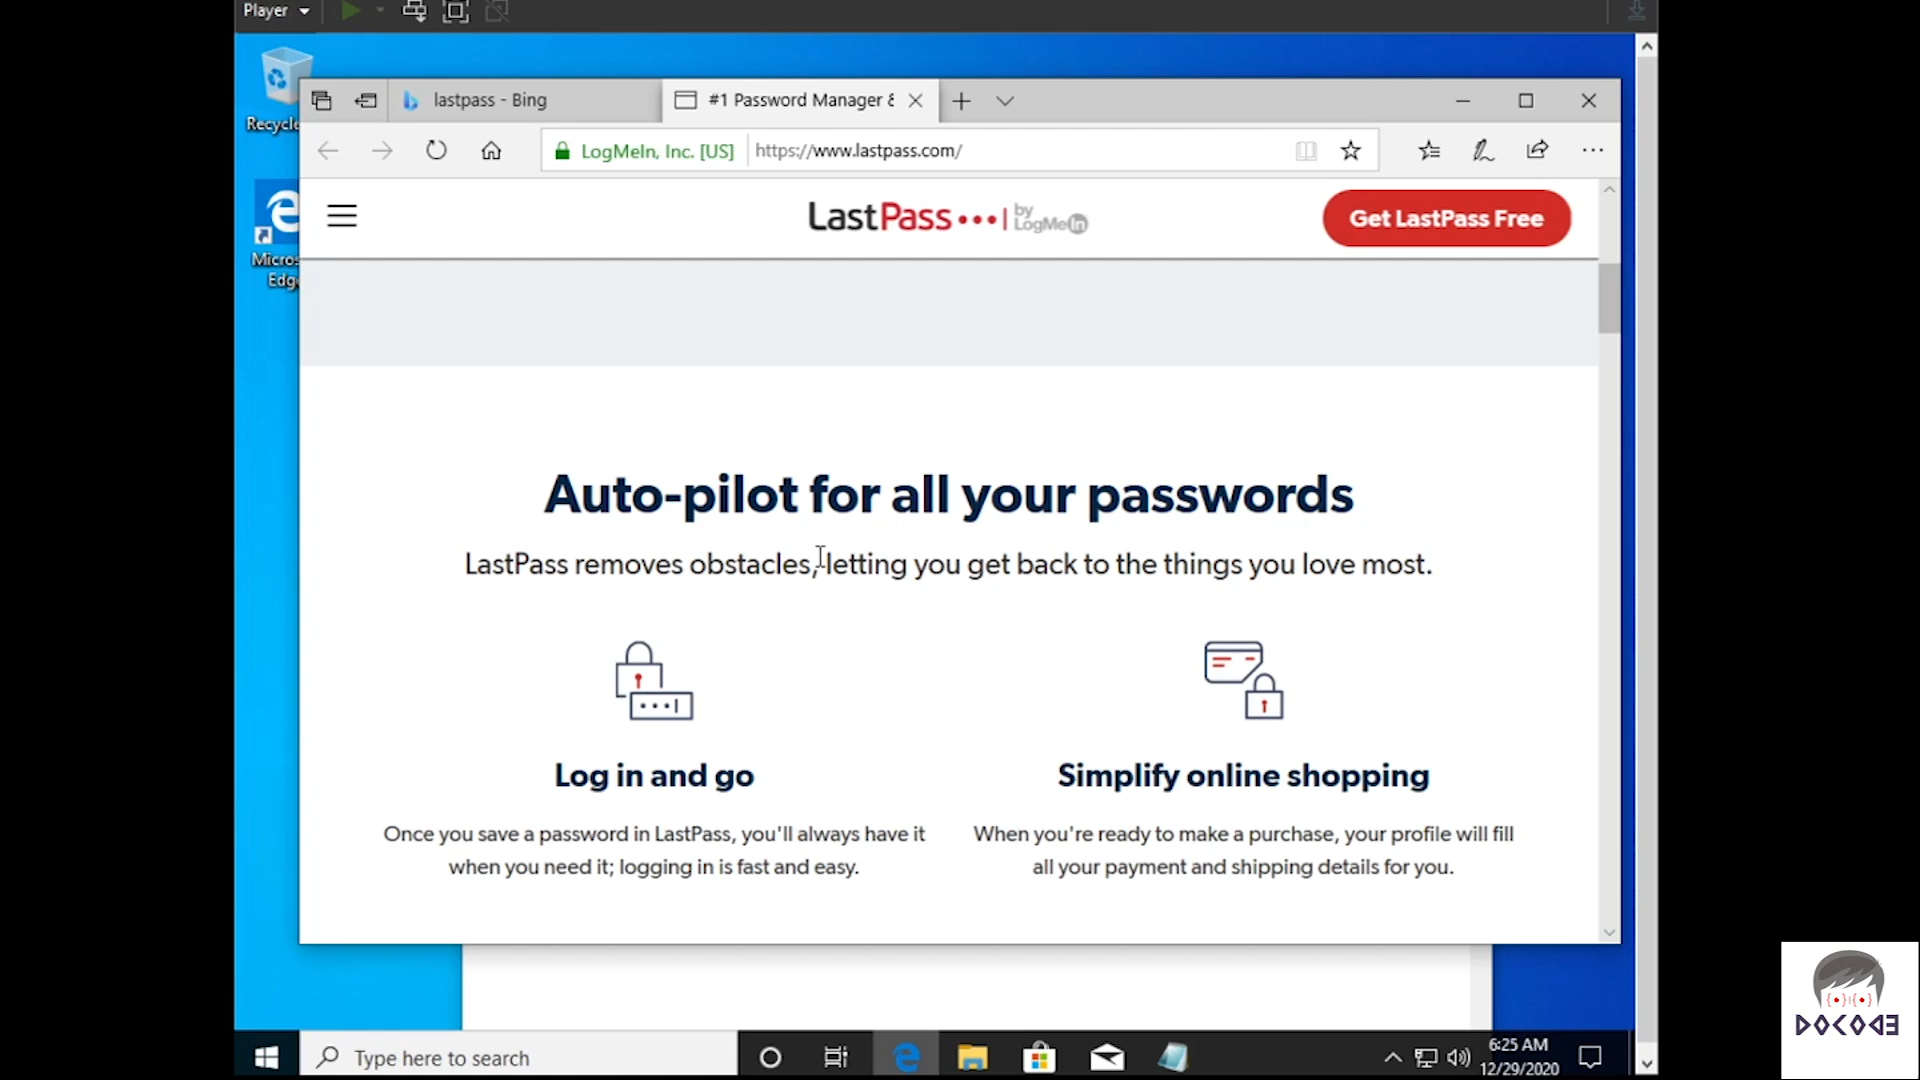 Player
Recycle
lastpass - Bing
#1 Password Manager &
LogMeIn, Inc. [US]
https://www.lastpass.com/
LastPass •••| by LogMeIn
Get LastPass Free
Micros
Edge
Auto-pilot for all your passwords
LastPass removes obstacles, letting you get back to the things you love most.
Log in and go
Once you save a password in LastPass, you'll always have it
when you need it; logging in is fast and easy.
Simplify online shopping
When you're ready to make a purchase, your profile will fill
all your payment and shipping details for you.
Type here to search
6:25 AM
12/29/2020
DOCODE